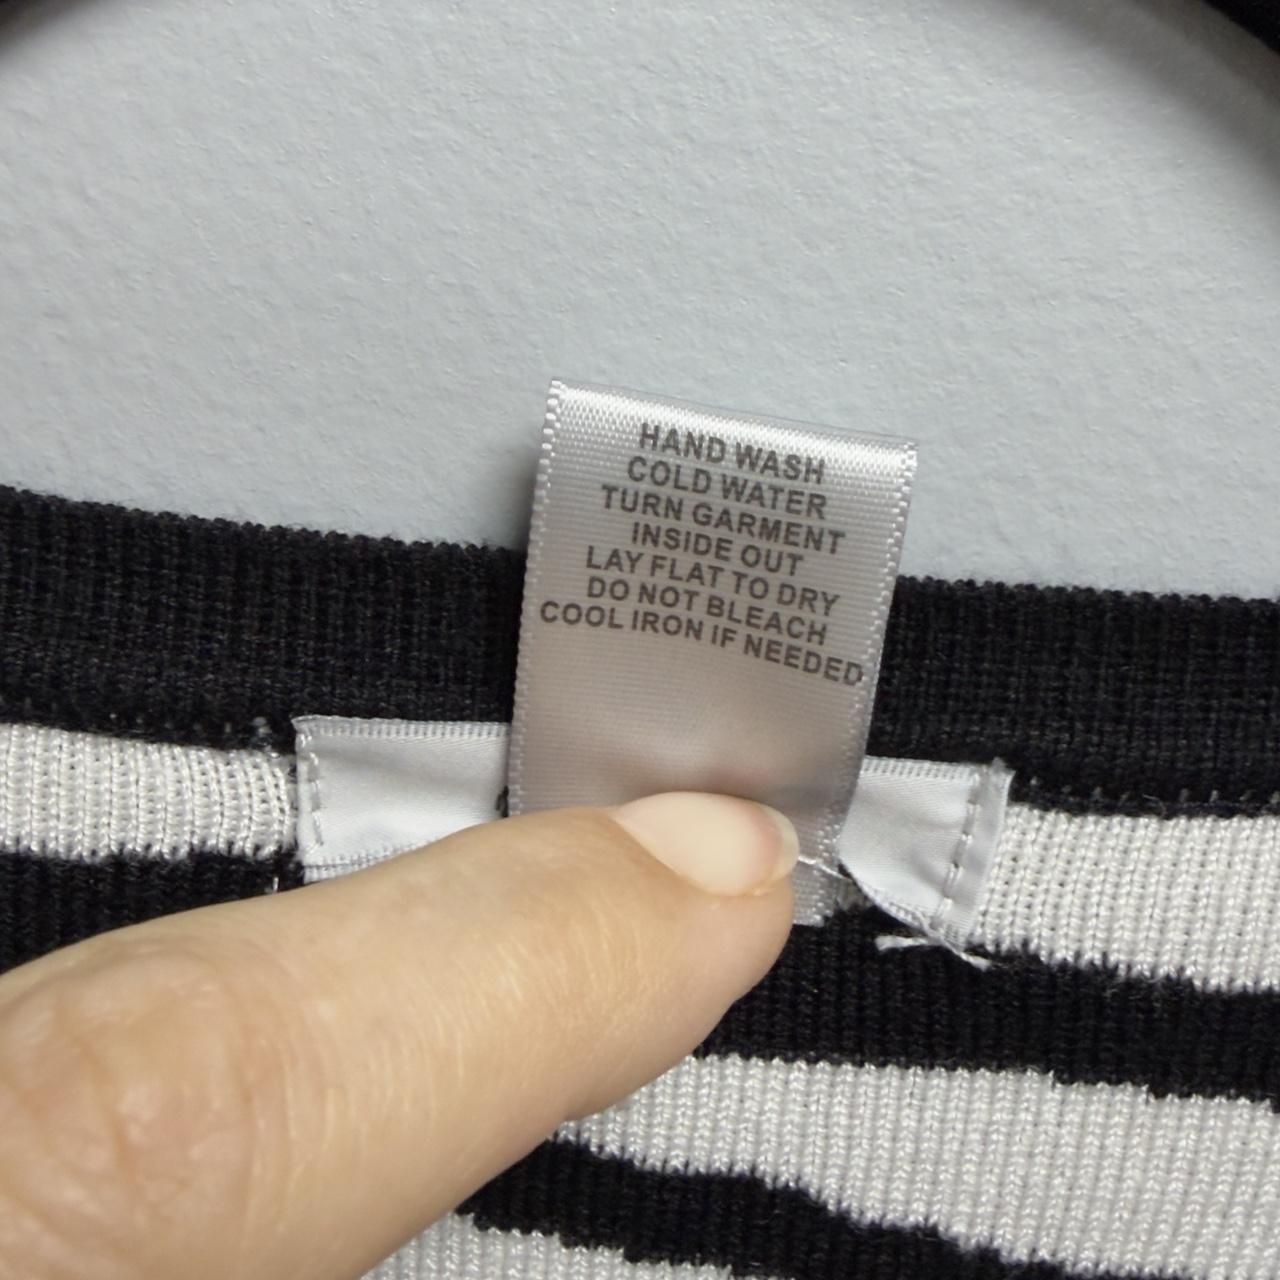 HAND WASH
COLD WATER
TURN GARMENT
INSIDE OUT
LAY FLAT TO DRY
DO NOT BLEACH
COOL IRON IF NEEDED